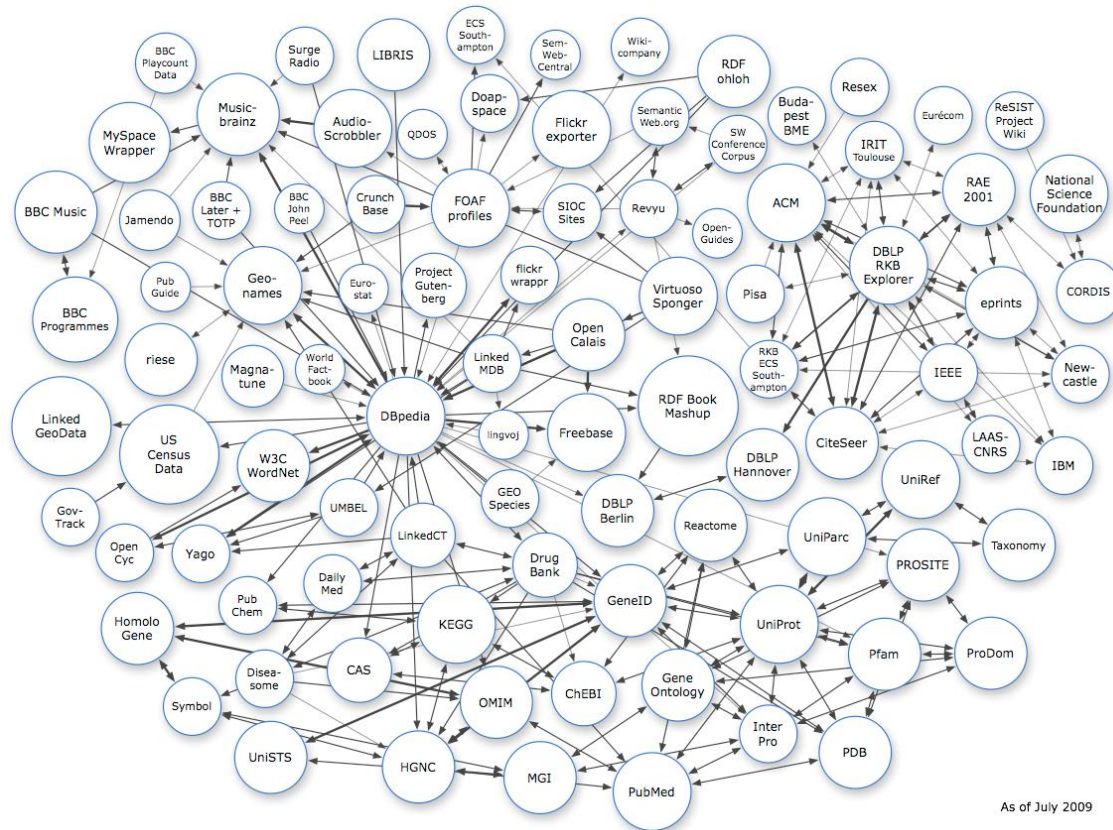 BBC
Playcount
Data
Surge
Radio
LIBRIS
ECS
South-
ampton
Sem-
Web-
Central
Wiki-
company
RDF
ohloh
Resex
Music-
brainz
Doap-
space
Buda-
pest
BME
Eurécom
ReSIST
Project
Wiki
MySpace
Wrapper
Audio-
Scrobbler
QDOS
Flickr
exporter
Semantic
Web.org
SW
Conference
Corpus
IRIT
Toulouse
BBC Music
Jamendo
BBC
Later +
TOTP
BBC
John
Peel
Crunch
Base
FOAF
profiles
SIOC
Sites
Revyu
Open-
Guides
ACM
RAE
2001
National
Science
Foundation
DBLP
RKB
Explorer
Pub
Guide
Geo-
names
Euro-
stat
Project
Guten-
berg
flickr
wrappr
Virtuoso
Sponger
Pisa
eprints
CORDIS
BBC
Programmes
riese
Open
Calais
World
Fact-
book
Linked
MDB
RKB
ECS
South-
ampton
IEEE
New-
castle
Magna-
tune
DBpedia
RDF Book
Mashup
Linked
GeoData
US
Census
Data
lingvoj
Freebase
CiteSeer
LAAS-
CNRS
IBM
W3C
WordNet
DBLP
Hannover
UniRef
GEO
Species
DBLP
Berlin
Gov-
Track
UMBEL
Reactome
UniParc
Taxonomy
Open
Cyc
Yago
LinkedCT
Drug
Bank
PROSITE
Daily
Med
Pub
Chem
GeneID
Homolo
Gene
KEGG
UniProt
Pfam
ProDom
Disea-
some
CAS
ChEBI
Gene
Ontology
Symbol
OMIM
Inter
Pro
UniSTS
HGNC
MGI
PubMed
PDB
As of July 2009